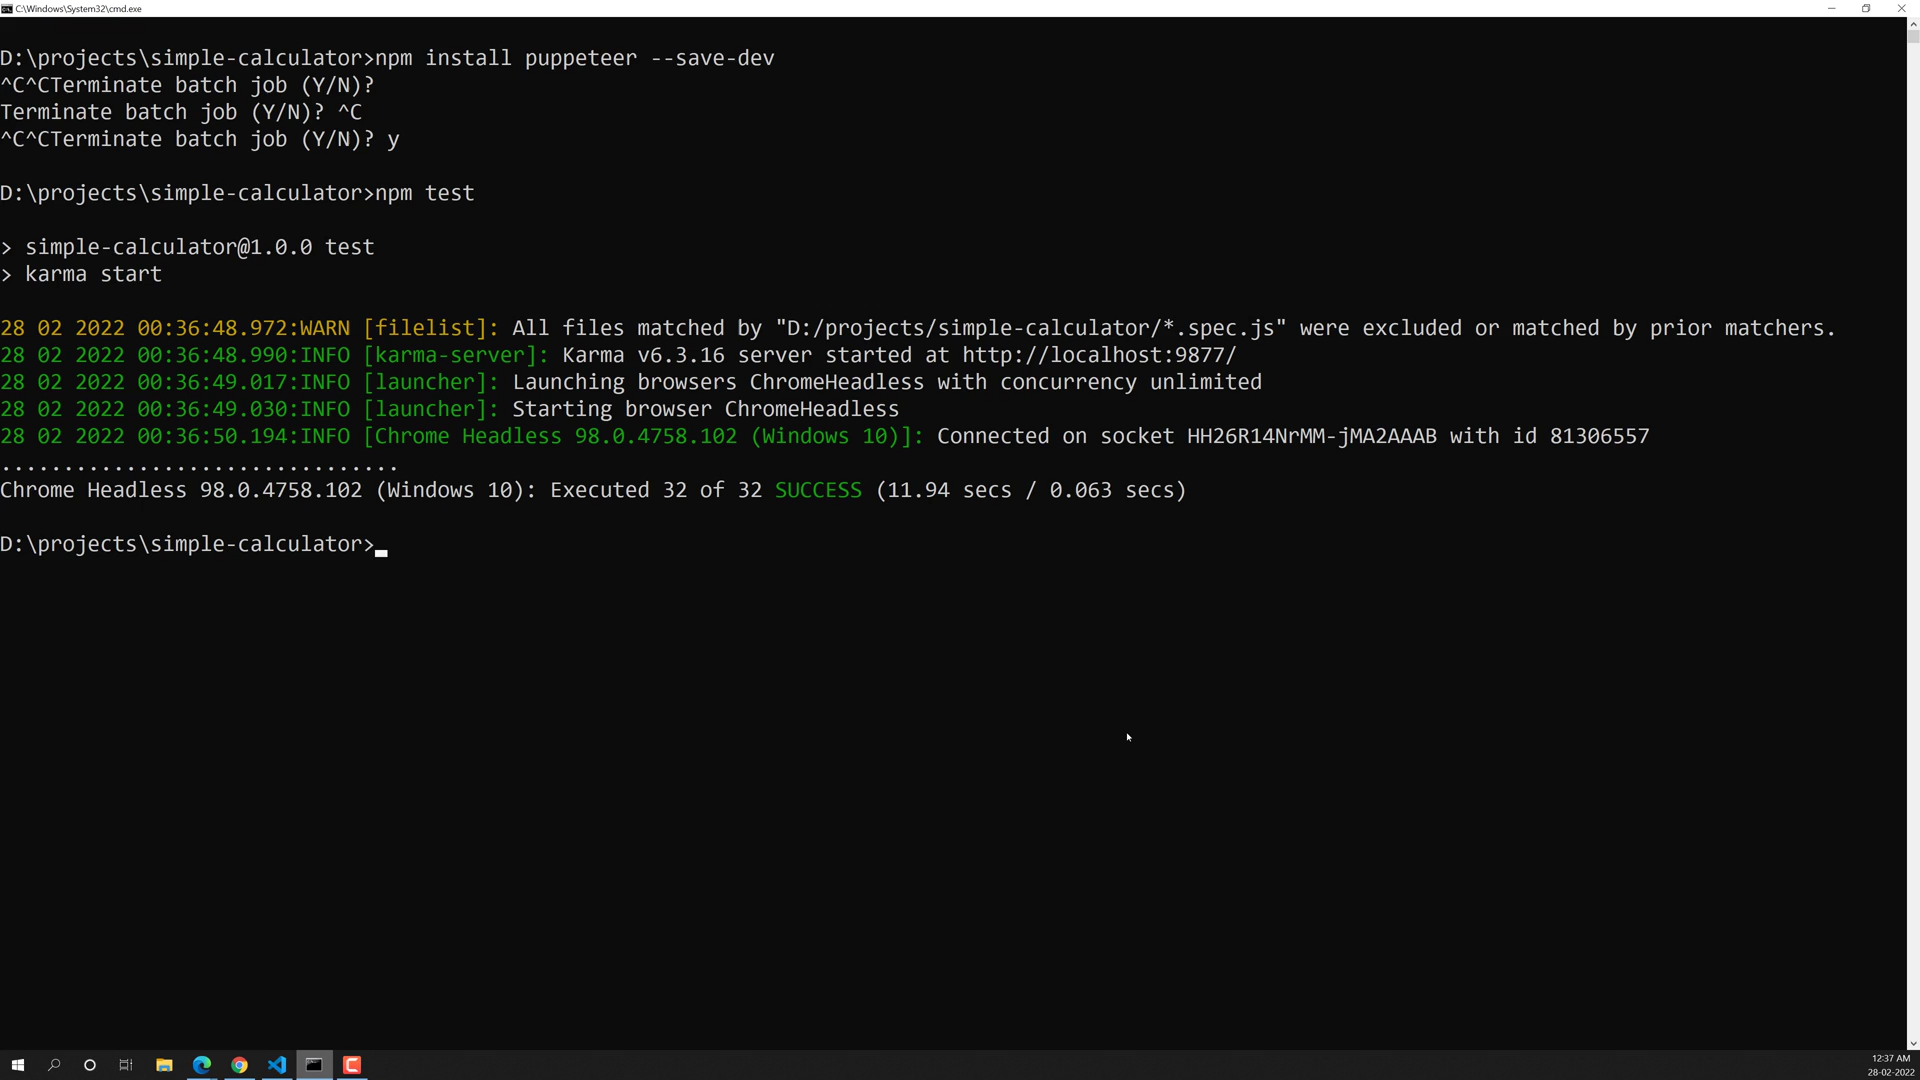 C:\Windows\System32\cmd.exe
D:\projects\simple-calculator>npm install puppeteer --save-dev
^C^CTerminate batch job (Y/N)?
Terminate batch job (Y/N)? ^C
^C^CTerminate batch job (Y/N)? y
D:\projects\simple-calculator>npm test
> simple-calculator@1.0.0 test
> karma start
28 02 2022 00:36:48.972:WARN [filelist]: All files matched by "D:/projects/simple-calculator/*.spec.js" were excluded or matched by prior matchers.
28 02 2022 00:36:48.990:INFO [karma-server]: Karma v6.3.16 server started at http://localhost:9877/
28 02 2022 00:36:49.017:INFO [launcher]: Launching browsers ChromeHeadless with concurrency unlimited
28 02 2022 00:36:49.030:INFO [launcher]: Starting browser ChromeHeadless
28 02 2022 00:36:50.194:INFO [Chrome Headless 98.0.4758.102 (Windows 10)]: Connected on socket HH26R14NrMM-jMA2AAAB with id 81306557
................................
Chrome Headless 98.0.4758.102 (Windows 10): Executed 32 of 32 SUCCESS (11.94 secs / 0.063 secs)
D:\projects\simple-calculator>
12:37 AM
28-02-2022